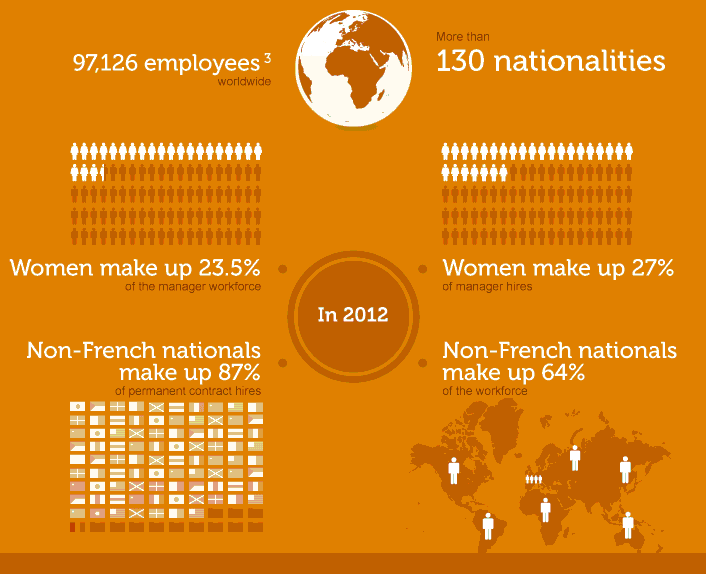 97,126 employees 3
worldwide
More than
130 nationalities
Women make up 23.5%
of the manager workforce
Women make up 27%
of manager hires
In 2012
Non-French nationals
make up 87%
of permanent contract hires
Non-French nationals
make up 64%
of the workforce